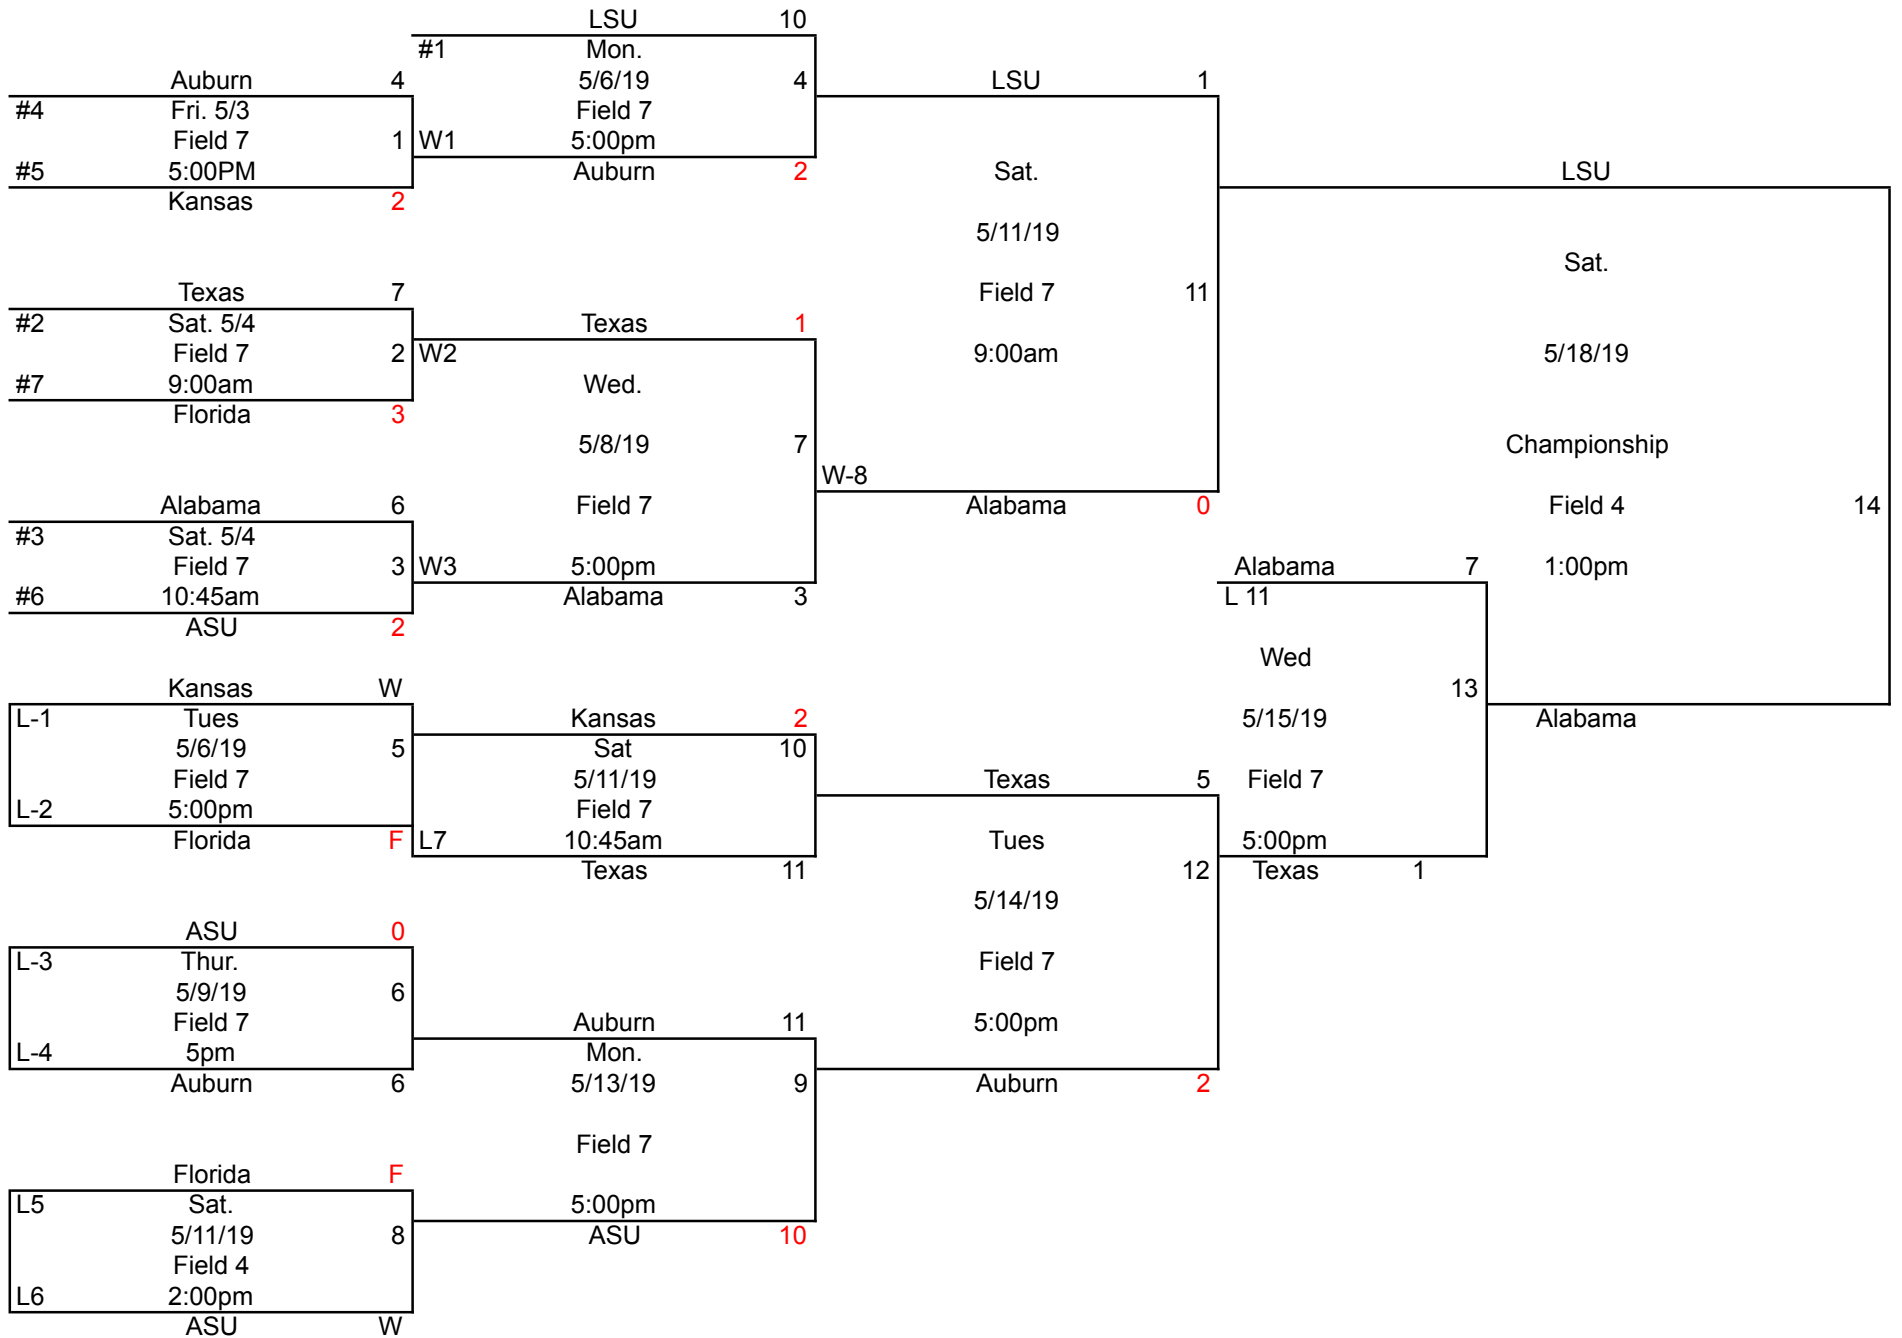 LSU 10
#1 Mon.
Auburn 4 5/6/19 4 LSU 1
#4 Fri. 5/3 Field 7
Field 7 1 W1 5:00pm
#5 5:00PM Auburn 2 Sat. LSU
Kansas 2
5/11/19
Sat.
Texas 7 Field 7 11
#2 Sat. 5/4 Texas 1
Field 7 2 W2 9:00am 5/18/19
#7 9:00am Wed.
Florida 3
5/8/19 7 Championship
W-8
Alabama 6 Field 7 Alabama 0 Field 4 14
#3 Sat. 5/4
Field 7 3 W3 5:00pm Alabama 7 1:00pm
#6 10:45am Alabama 3 L 11
ASU 2
Wed
Kansas W 13
L-1 Tues Kansas 2 5/15/19 Alabama
5/6/19 5 Sat 10
Field 7 5/11/19 Texas 5 Field 7
L-2 5:00pm Field 7
Florida F L7 10:45am Tues 5:00pm
Texas 11 12 Texas 1
5/14/19
ASU 0
L-3 Thur. Field 7
5/9/19 6
Field 7 Auburn 11 5:00pm
L-4 5pm Mon.
Auburn 6 5/13/19 9 Auburn 2
Field 7
Florida F
L5 Sat. 5:00pm
5/11/19 8 ASU 10
Field 4
L6 2:00pm
ASU W